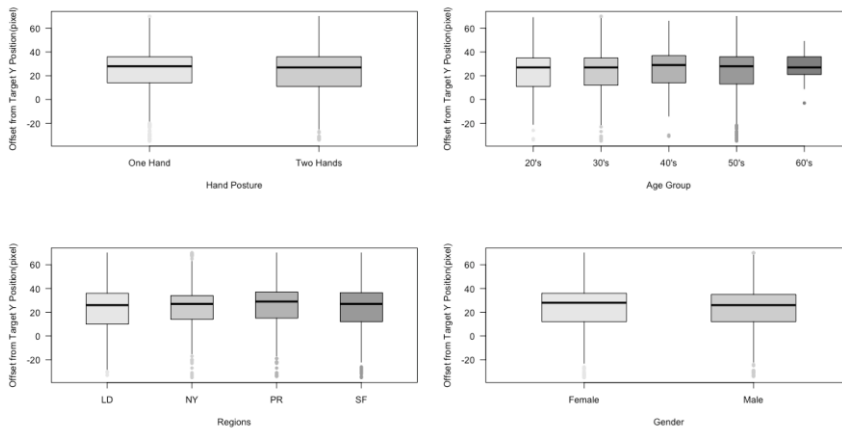 Offset from Target Y Position(pixel)
60
40
20
0
-20
One Hand
Two Hands
Hand Posture
Offset from Target Y Position(pixel)
60
40
20
0
-20
20's
30's
40's
50's
60's
Age Group
Offset from Target Y Position(pixel)
60
40
20
0
-20
LD
NY
PR
SF
Regions
Offset from Target Y Position(pixel)
60
40
20
0
-20
Female
Male
Gender